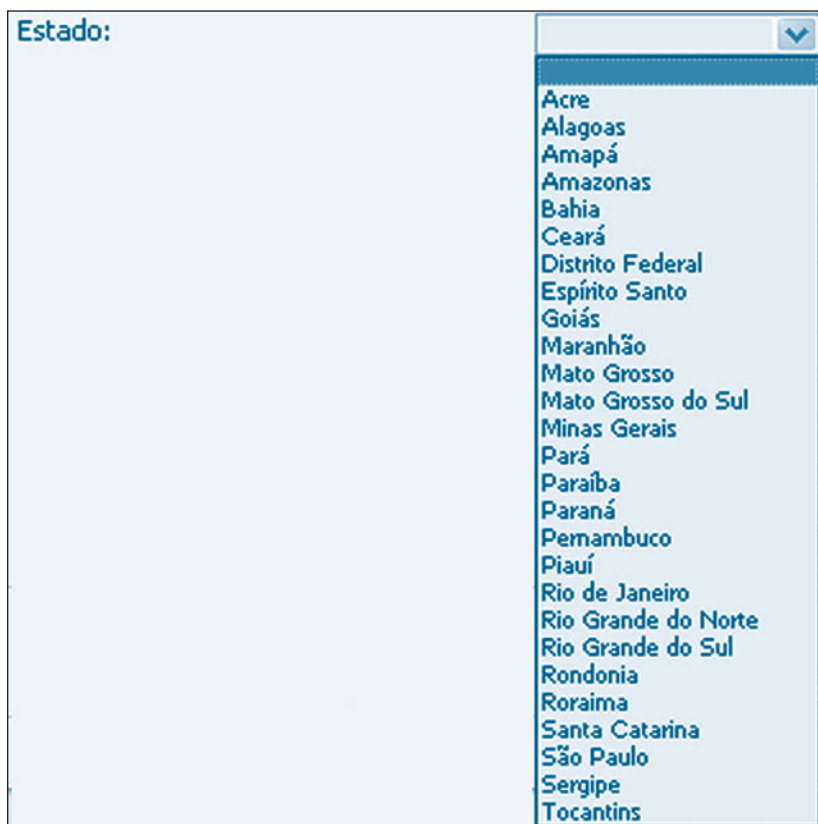 Estado:
Acre
Alagoas
Amapá
Amazonas
Bahia
Ceará
Distrito Federal
Espírito Santo
Goiás
Maranhão
Mato Grosso
Mato Grosso do Sul
Minas Gerais
Pará
Paraíba
Paraná
Pernambuco
Piauí
Rio de Janeiro
Rio Grande do Norte
Rio Grande do Sul
Rondonia
Roraima
Santa Catarina
São Paulo
Sergipe
Tocantins